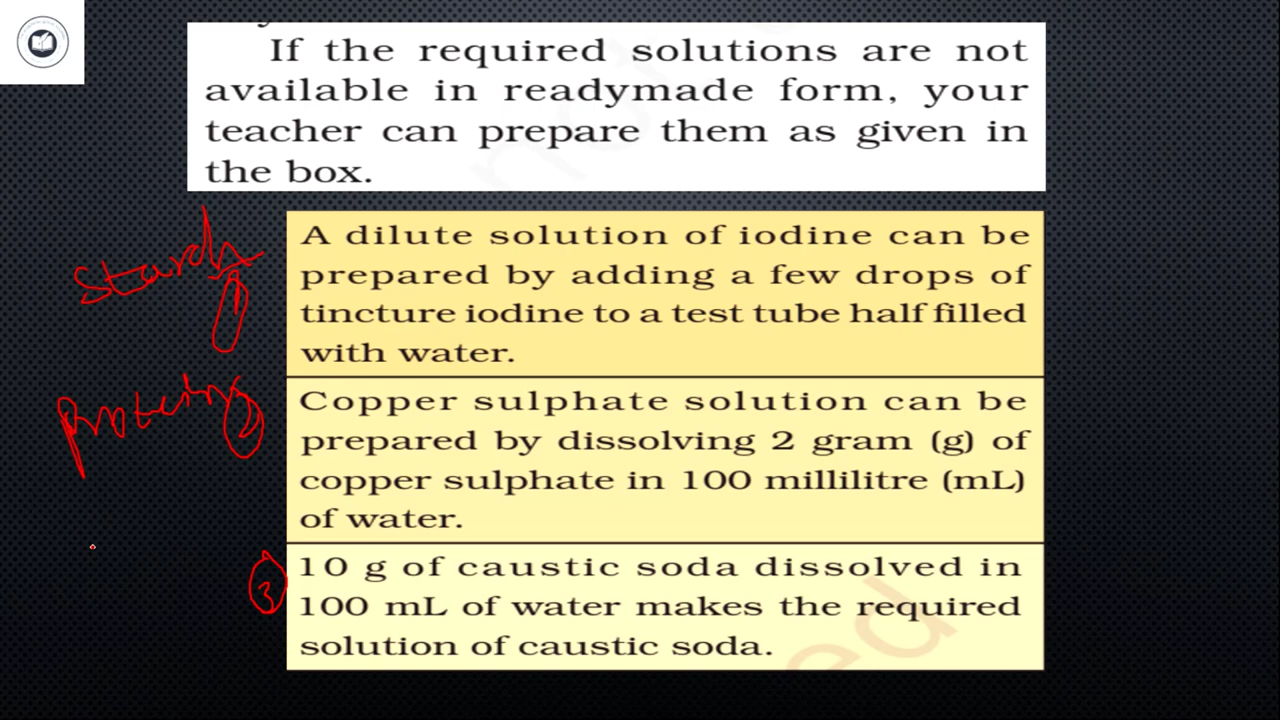 If the required solutions are not
available in readymade form, your
teacher can prepare them as given in
the box.
Starch
1
A dilute solution of iodine can be
prepared by adding a few drops of
tincture iodine to a test tube half filled
with water.
Protein
2
Copper sulphate solution can be
prepared by dissolving 2 gram (g) of
copper sulphate in 100 millilitre (mL)
of water.
3
10 g of caustic soda dissolved in
100 mL of water makes the required
solution of caustic soda.